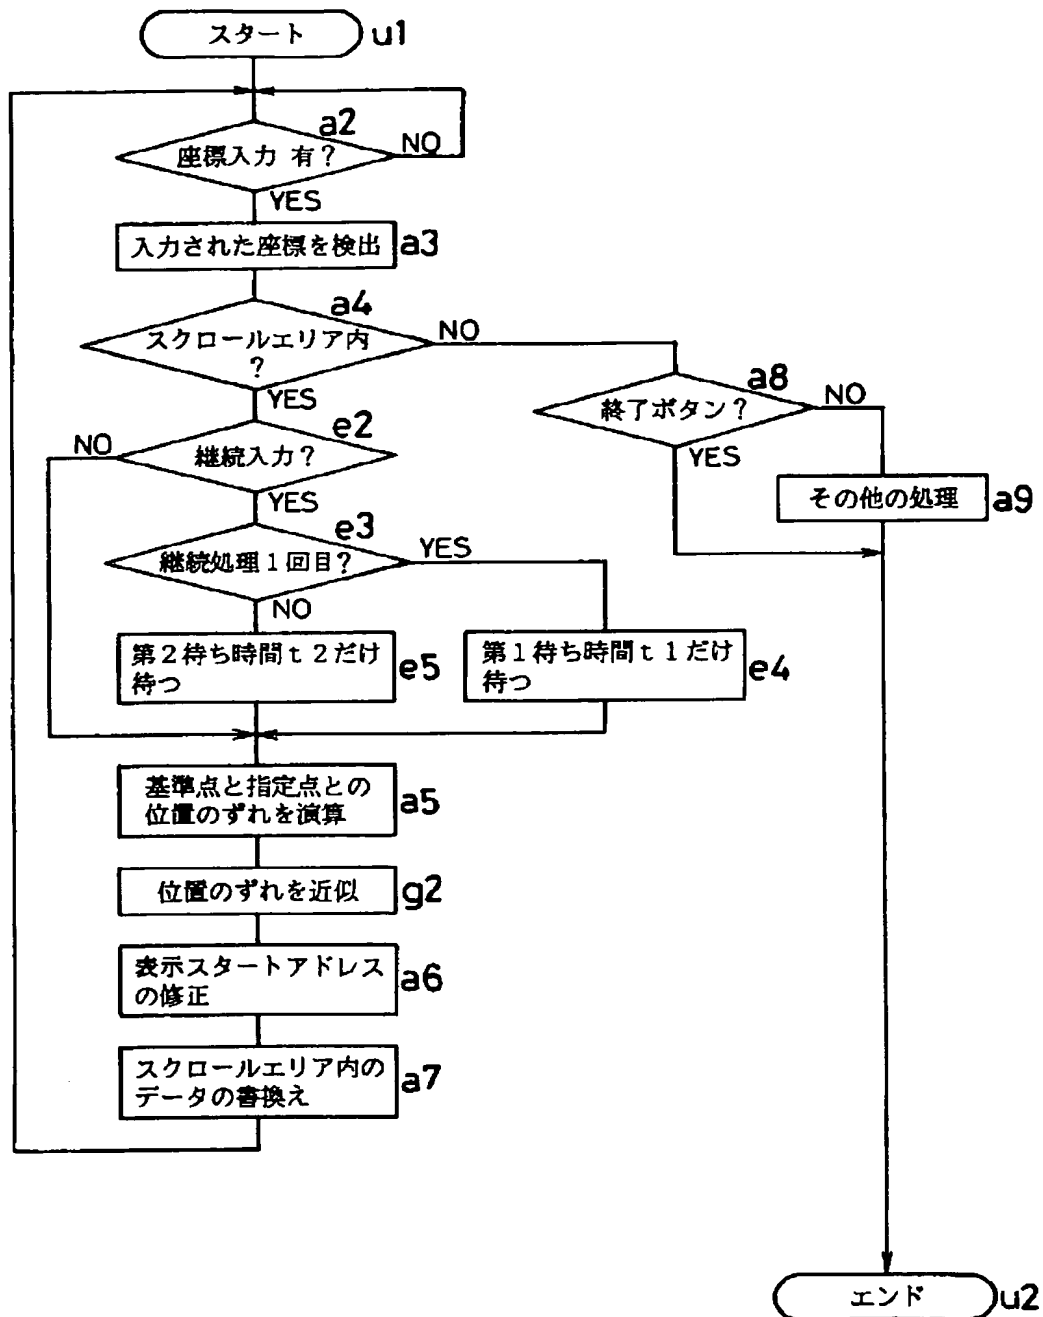 スタート
u1
a2
座標入力 有?
NO
YES
入力された座標を検出
a3
a4
スクロールエリア内
?
NO
YES
a8
終了ボタン?
NO
YES
その他の処理
a9
e2
継続入力?
NO
YES
e3
継続処理1回目?
YES
NO
第2待ち時間t2だけ
待つ
e5
第1待ち時間t1だけ
待つ
e4
基準点と指定点との
位置のずれを演算
a5
位置のずれを近似
g2
表示スタートアドレス
の修正
a6
スクロールエリア内の
データの書換え
a7
エンド
u2